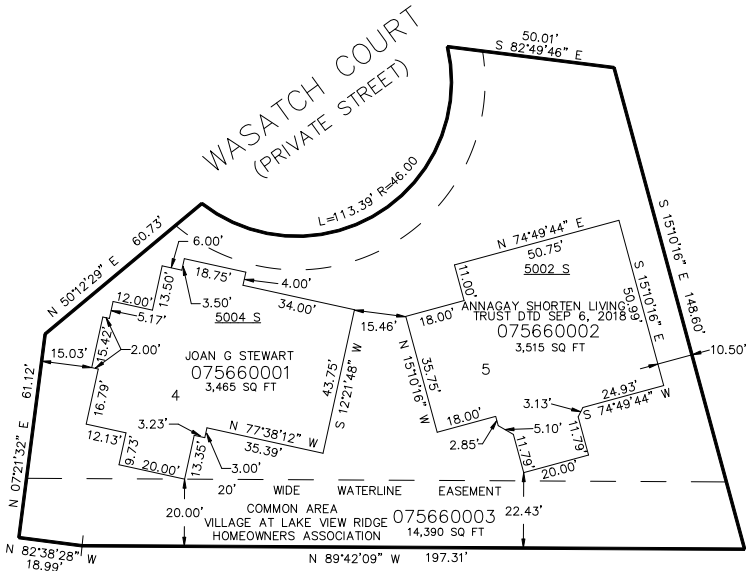 50.01'
S 82°49'46" E
WASATCH COURT
(PRIVATE STREET)
L=113.39' R=46.00
60.73'
N 50°12'29" E
S 15°10'16" E 148.60'
6.00'
18.75'
4.00'
3.50'
13.50'
12.00'
5.17'
34.00'
5004 S
15.42'
2.00'
15.03'
15.46'
N 74°49'44" E
50.75'
5002 S
11.00'
18.00'
S 15°10'16" E
50.99'
ANNAGAY SHORTEN LIVING
TRUST DTD SEP 6, 2018
075660002
3,515 SQ FT
10.50'
JOAN G STEWART
075660001
3,465 SQ FT
4
43.75'
S 12°21'48" W
N 15°10'16" W
35.75'
5
61.12'
N 07°21'32" E
16.79'
12.13'
9.73'
20.00'
3.23'
13.35'
N 77°38'12" W
35.39'
3.00'
18.00'
2.85'
5.10'
11.79'
3.13'
24.93'
S 74°49'44" W
11.79'
20.00'
20' WIDE WATERLINE EASEMENT
20.00'
COMMON AREA
VILLAGE AT LAKE VIEW RIDGE
HOMEOWNERS ASSOCIATION
075660003
14,390 SQ FT
22.43'
N 82°38'28" W
18.99'
N 89°42'09" W 197.31'